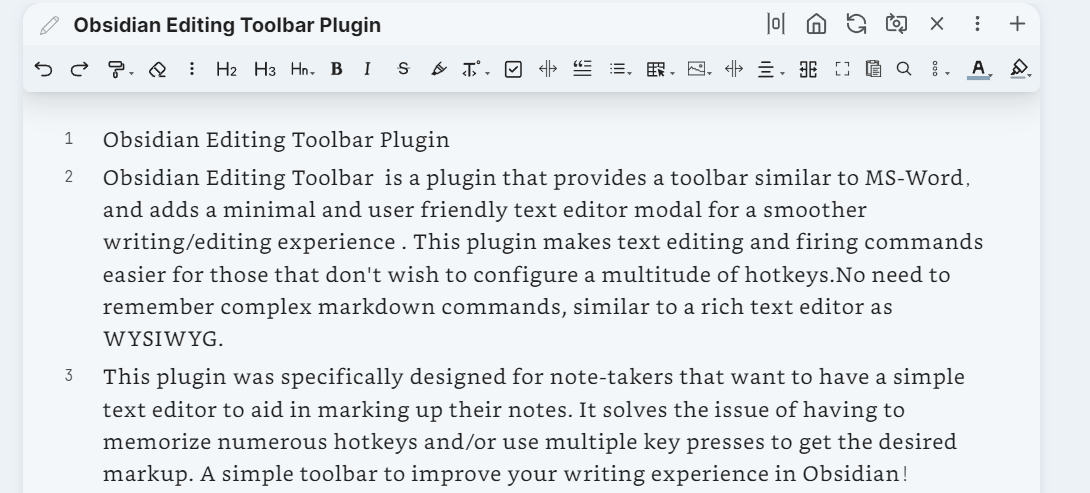 Obsidian Editing Toolbar Plugin
H2 H3 Hn B I S T A
1 Obsidian Editing Toolbar Plugin
2 Obsidian Editing Toolbar  is a plugin that provides a toolbar similar to MS-Word,
and adds a minimal and user friendly text editor modal for a smoother
writing/editing experience . This plugin makes text editing and firing commands
easier for those that don't wish to configure a multitude of hotkeys.No need to
remember complex markdown commands, similar to a rich text editor as
WYSIWYG.
3 This plugin was specifically designed for note-takers that want to have a simple
text editor to aid in marking up their notes. It solves the issue of having to
memorize numerous hotkeys and/or use multiple key presses to get the desired
markup. A simple toolbar to improve your writing experience in Obsidian!